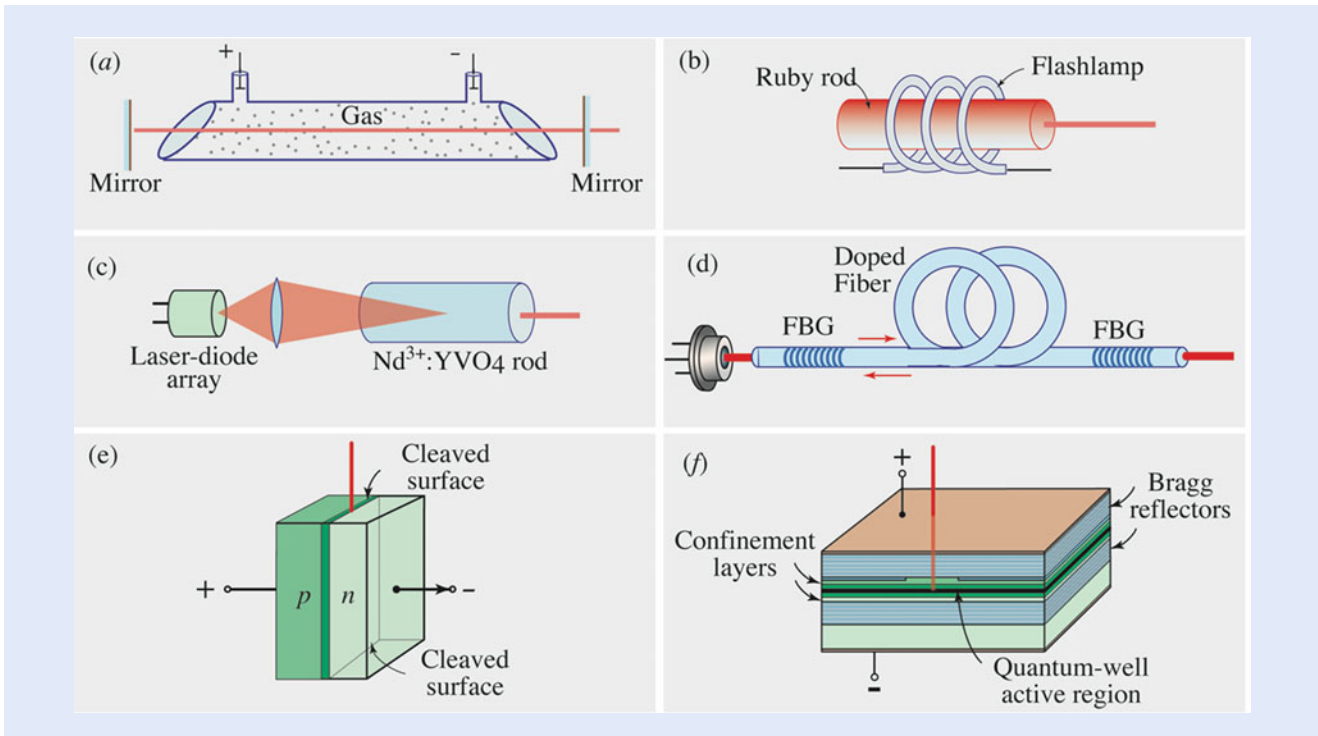 (a)
+
-
Gas
Mirror
Mirror
(b)
Ruby rod
Flashlamp
(c)
Laser-diode
array
Nd³⁺:YVO₄ rod
(d)
Doped
Fiber
FBG
FBG
(e)
Cleaved
surface
+
p
n
-
Cleaved
surface
(f)
+
Bragg
reflectors
Confinement
layers
Quantum-well
active region
-